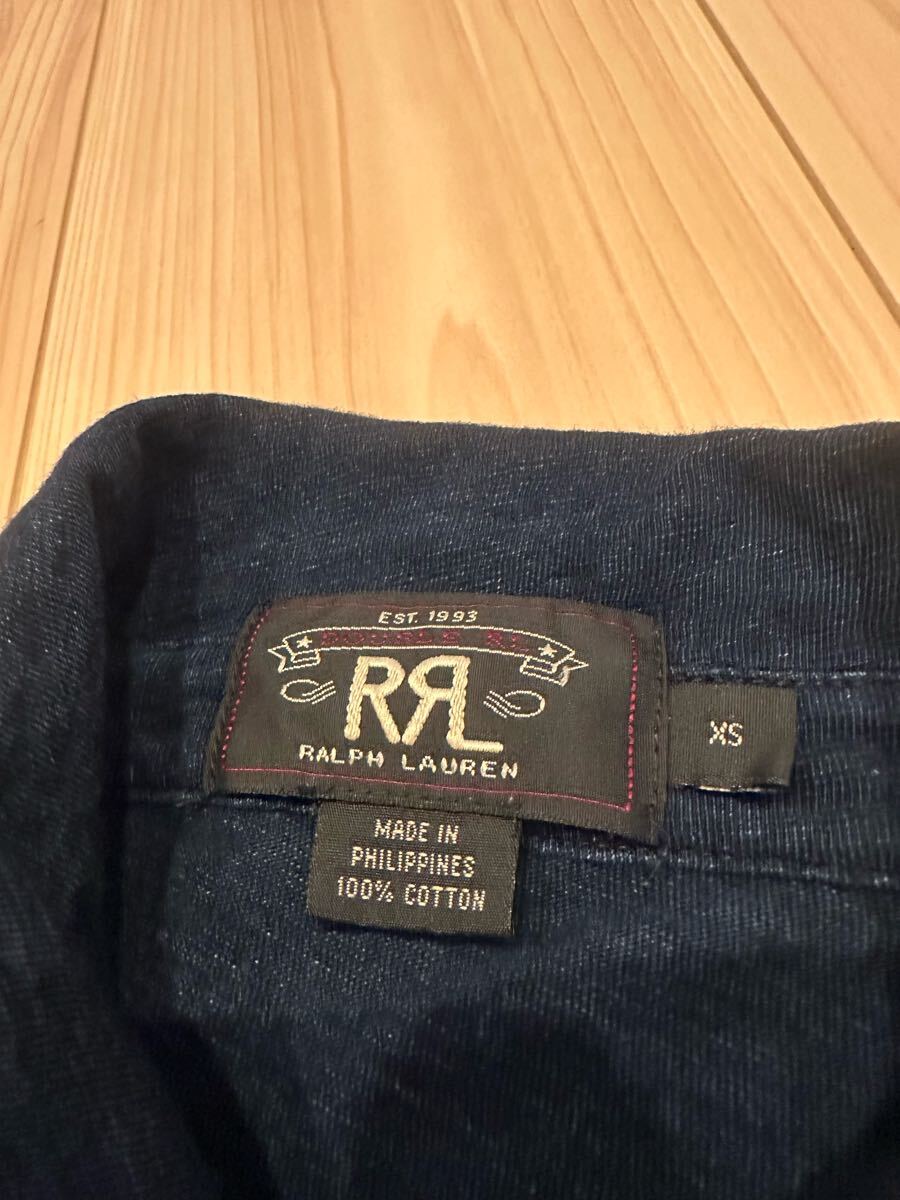 EST. 1993
DOUBLE RL
RRL
RALPH LAUREN
XS
MADE IN
PHILIPPINES
100% COTTON